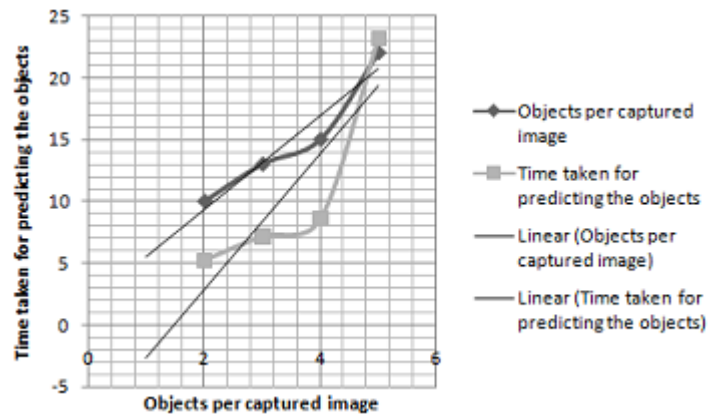 25
20
15
10
5
0
-5
0
2
4
6
Time taken for predicting the objects
Objects per captured image
Objects per captured
image
Time taken for
predicting the objects
Linear (Objects per
captured image)
Linear (Time taken for
predicting the objects)